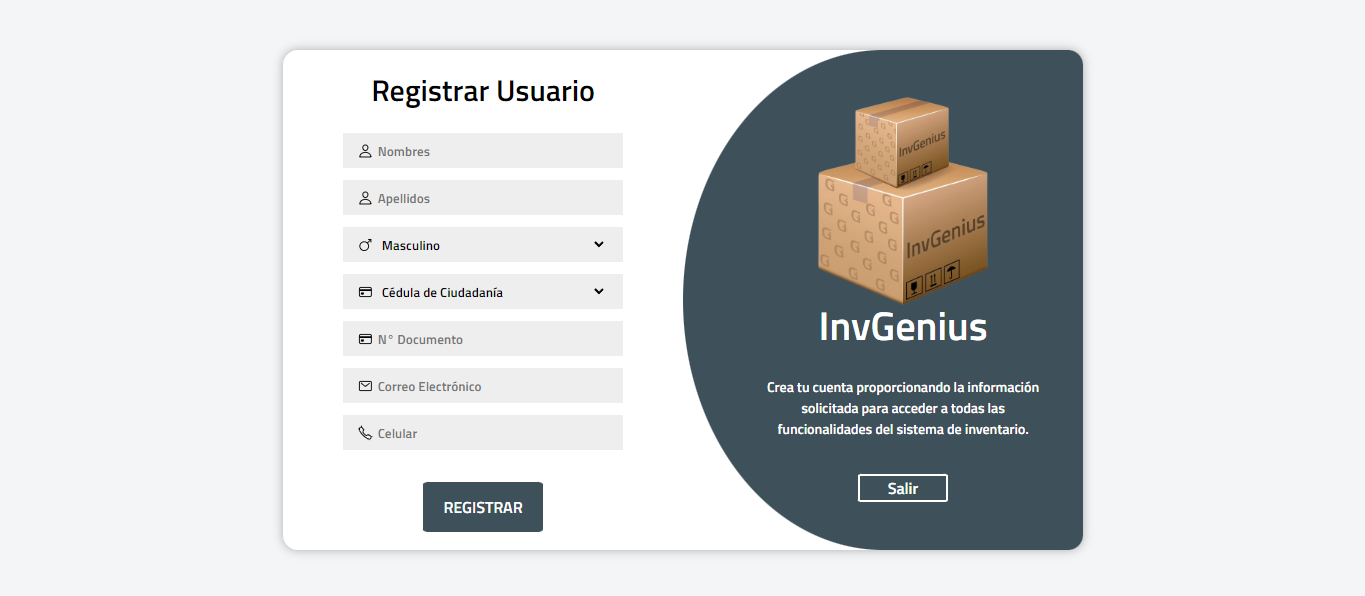 Registrar Usuario
Nombres
Apellidos
Masculino
Cédula de Ciudadanía
N° Documento
Correo Electrónico
Celular
REGISTRAR
InvGenius
InvGenius
InvGenius
Crea tu cuenta proporcionando la información
solicitada para acceder a todas las
funcionalidades del sistema de inventario.
Salir